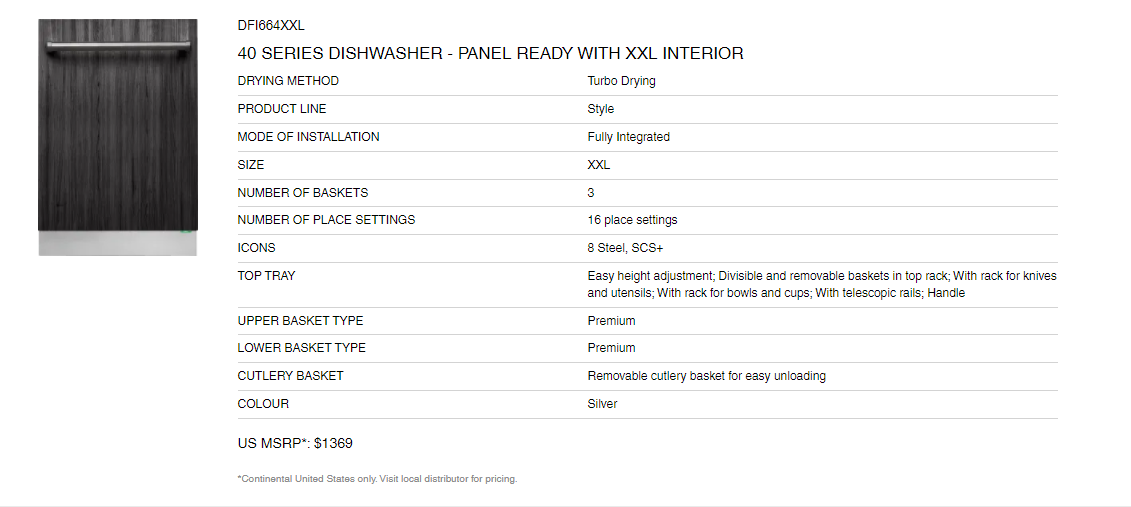 DFI664XXL
40 SERIES DISHWASHER - PANEL READY WITH XXL INTERIOR
DRYING METHOD Turbo Drying
PRODUCT LINE Style
MODE OF INSTALLATION Fully Integrated
SIZE XXL
NUMBER OF BASKETS 3
NUMBER OF PLACE SETTINGS 16 place settings
ICONS 8 Steel, SCS+
TOP TRAY Easy height adjustment; Divisible and removable baskets in top rack; With rack for knives
and utensils; With rack for bowls and cups; With telescopic rails; Handle
UPPER BASKET TYPE Premium
LOWER BASKET TYPE Premium
CUTLERY BASKET Removable cutlery basket for easy unloading
COLOUR Silver
US MSRP*: $1369
*Continental United States only. Visit local distributor for pricing.